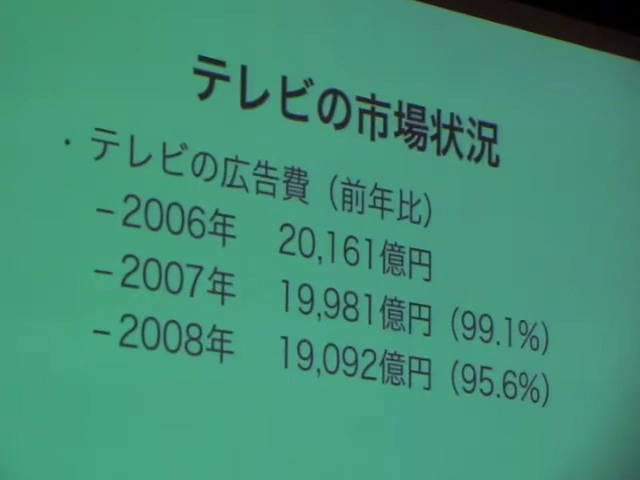 テレビの市場状況
・テレビの広告費（前年比）
－2006年 20,161億円
－2007年 19,981億円（99.1%）
－2008年 19,092億円（95.6%）